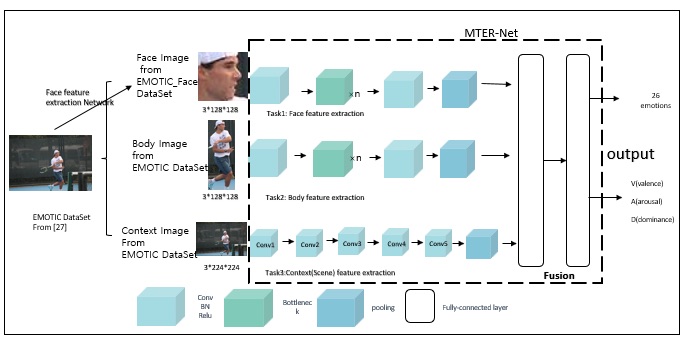 MTER-Net
Face Image
from
EMOTIC_Face
DataSet
Face feature
extraction Network
×n
3*128*128
Task1: Face feature extraction
26
emotions
Body Image
from
EMOTIC DataSet
×n
output
3*128*128
Task2: Body feature extraction
V(valence)
A(arousal)
D(dominance)
EMOTIC DataSet
From [27]
Context Image
From
EMOTIC DataSet
Conv1
Conv2
Conv3
Conv4
Conv5
3*224*224
Task3:Context(Scene) feature extraction
Fusion
Conv
BN
Relu
Bottlenec
k
pooling
Fully-connected layer